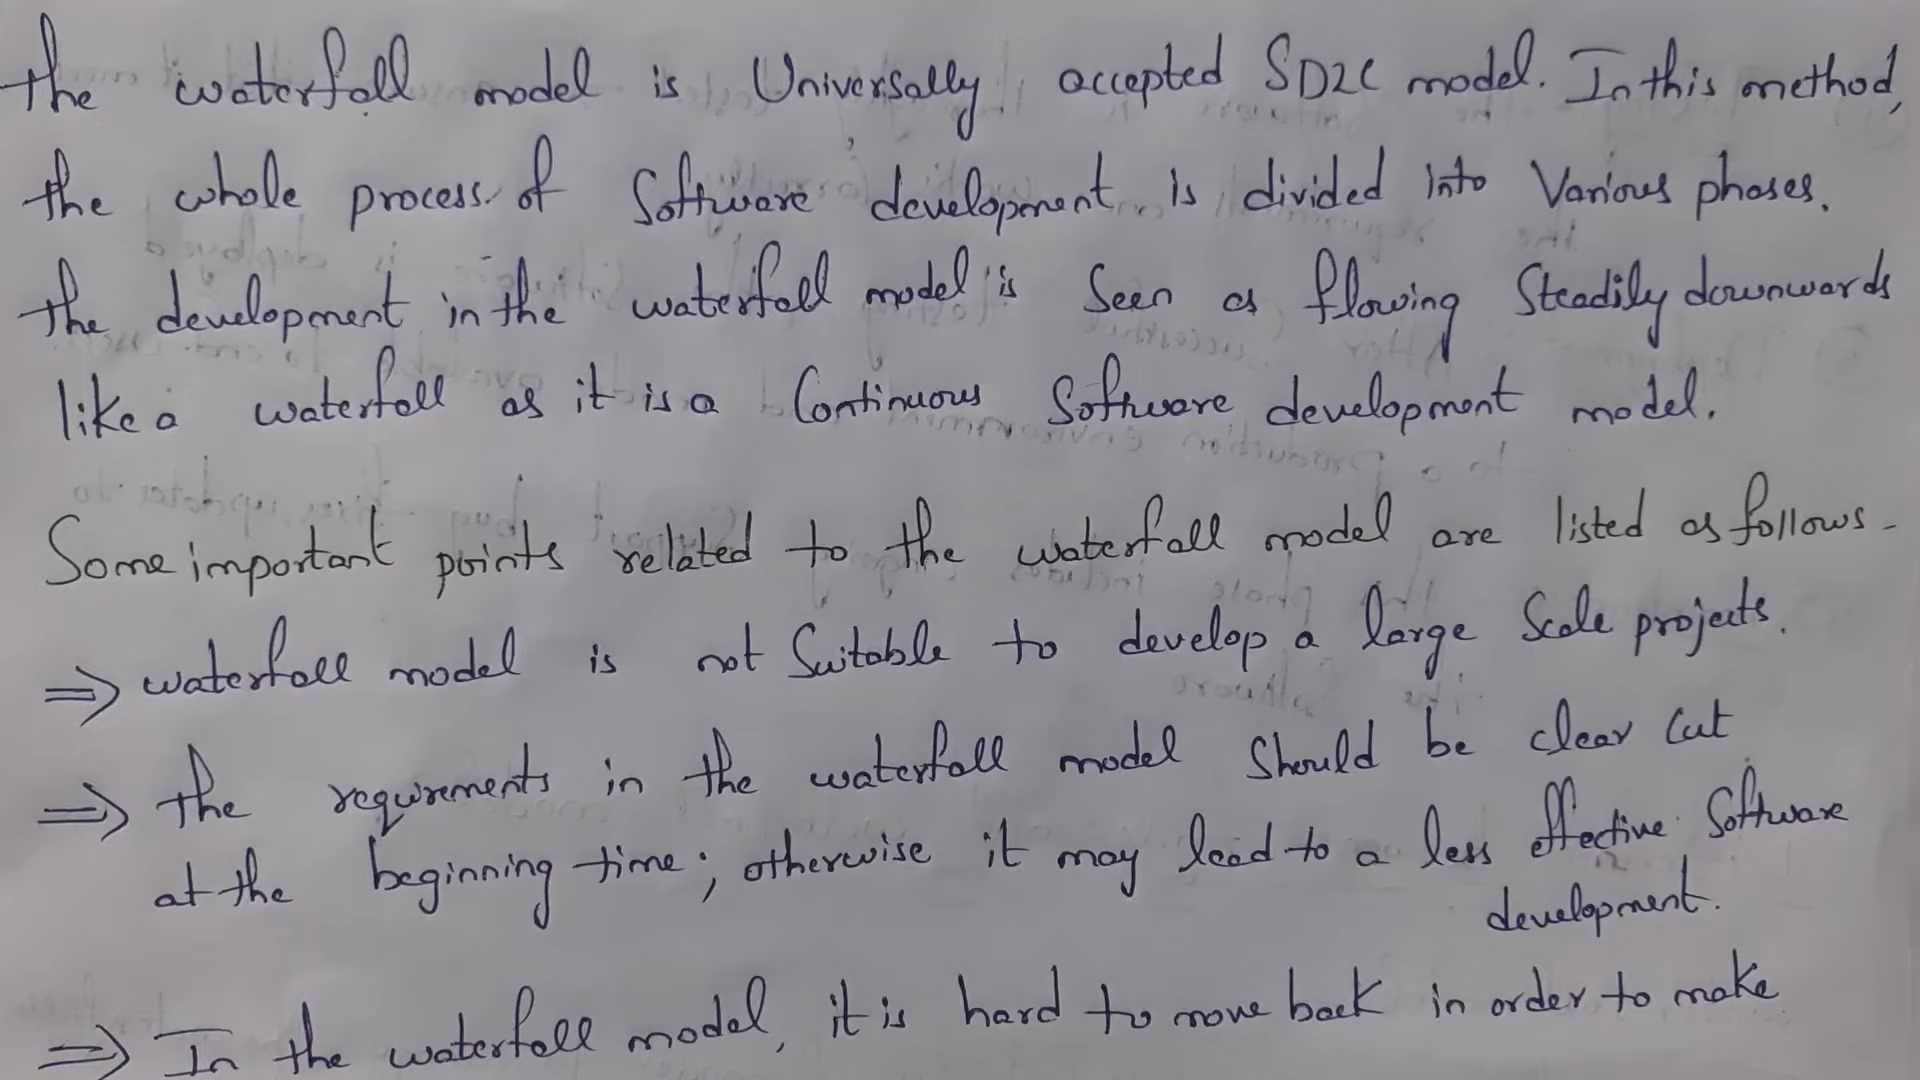 The waterfall model is Universally accepted SD2C model. In this method,
the whole process of Software development is divided into Various phases.
The development in the waterfall model is Seen as flowing Steadily downwards
like a waterfall as it is a Continuous Software development model.
Some important points related to the waterfall model are listed as follows -
⇒ waterfall model is not Suitable to develop a large Scale projects.
⇒ The requirements in the waterfall model Should be clear cut
at the beginning time; otherwise it may lead to a less effective Software
development.
⇒ In the waterfall model, it is hard to move back in order to make